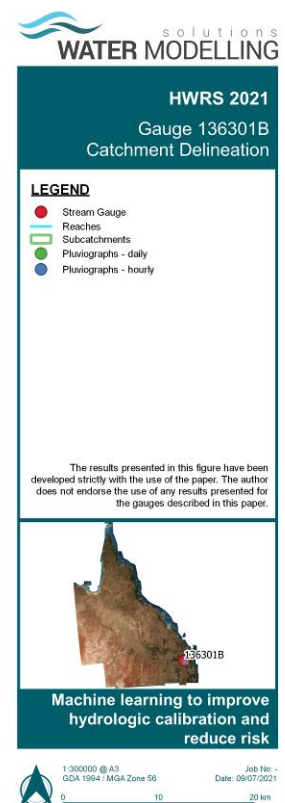 solutions
WATER MODELLING
HWRS 2021
Gauge 136301B
Catchment Delineation
LEGEND
Stream Gauge
Reaches
Subcatchments
Pluviographs - daily
Pluviographs - hourly
The results presented in this figure have been
developed strictly with the use of the paper. The author
does not endorse the use of any results presented for
the gauges described in this paper.
136301B
Machine learning to improve
hydrologic calibration and
reduce risk
1:300000 @ A3
GDA 1994 / MGA Zone 56
Job No: -
Date: 09/07/2021
0 10 20 km